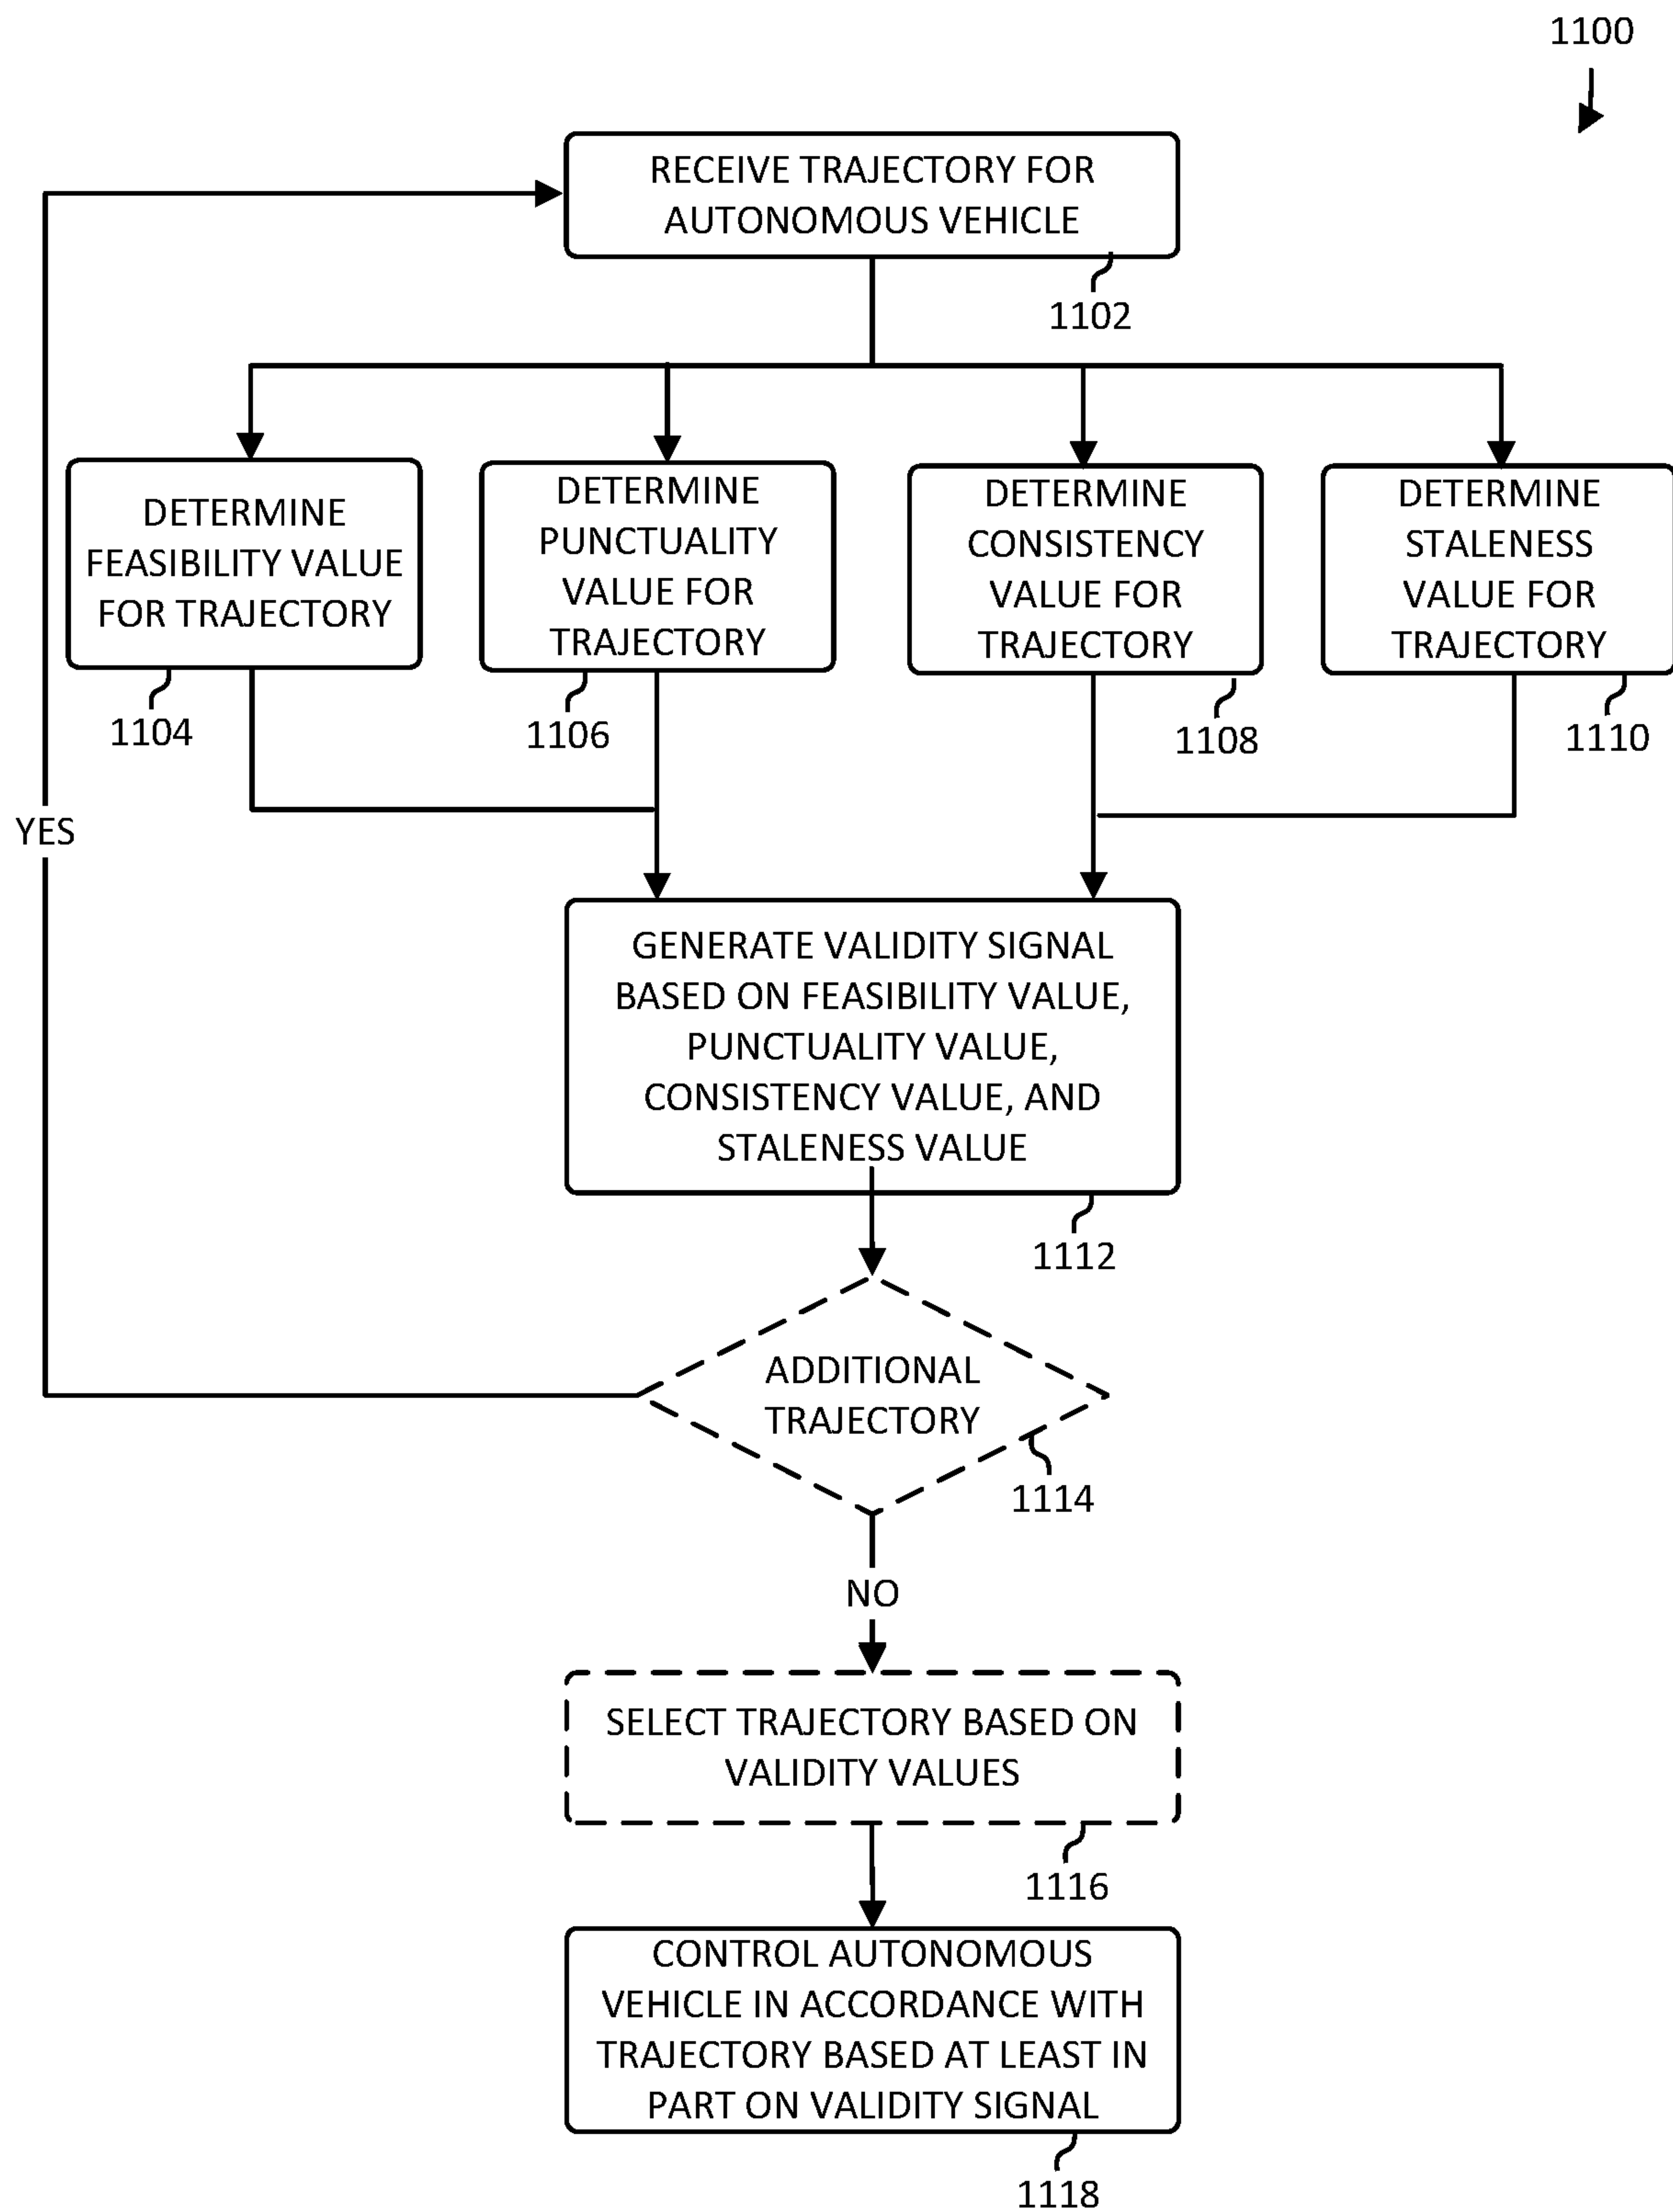 1100
RECEIVE TRAJECTORY FOR
AUTONOMOUS VEHICLE
1102
DETERMINE
FEASIBILITY VALUE
FOR TRAJECTORY
1104
DETERMINE
PUNCTUALITY
VALUE FOR
TRAJECTORY
1106
DETERMINE
CONSISTENCY
VALUE FOR
TRAJECTORY
1108
DETERMINE
STALENESS
VALUE FOR
TRAJECTORY
1110
YES
GENERATE VALIDITY SIGNAL
BASED ON FEASIBILITY VALUE,
PUNCTUALITY VALUE,
CONSISTENCY VALUE, AND
STALENESS VALUE
1112
ADDITIONAL
TRAJECTORY
1114
NO
SELECT TRAJECTORY BASED ON
VALIDITY VALUES
1116
CONTROL AUTONOMOUS
VEHICLE IN ACCORDANCE WITH
TRAJECTORY BASED AT LEAST IN
PART ON VALIDITY SIGNAL
1118